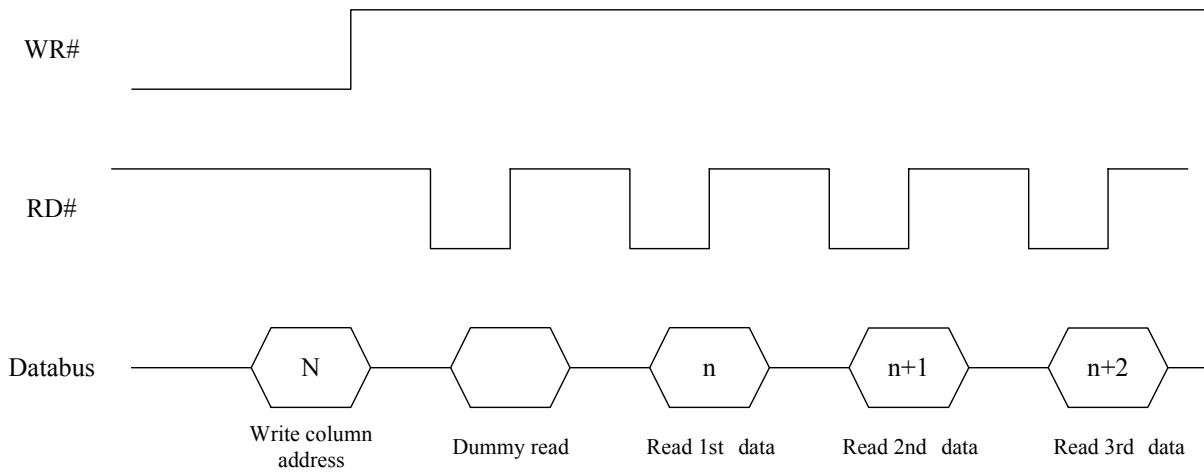 WR#
RD#
Databus
N
n
n+1
n+2
Write column
address
Dummy read
Read 1st data
Read 2nd data
Read 3rd data